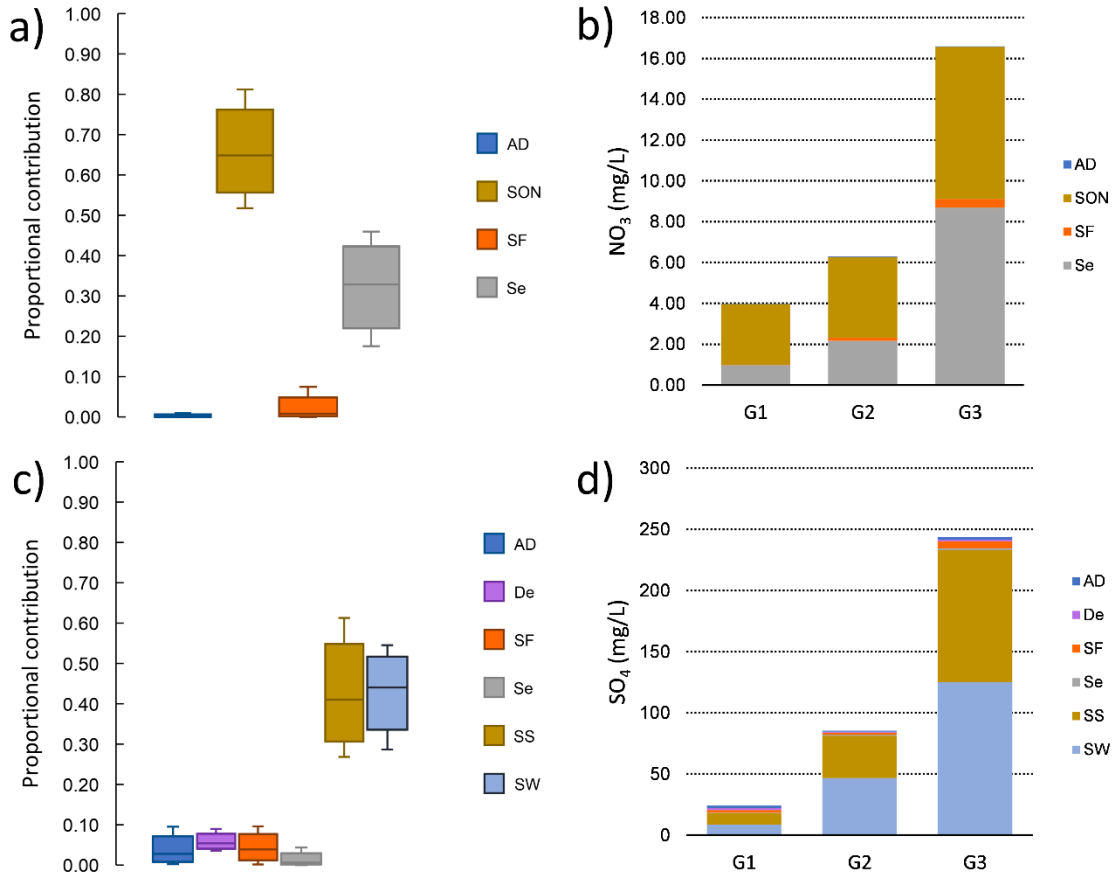 a)
Proportional contribution
1.00
0.90
0.80
0.70
0.60
0.50
0.40
0.30
0.20
0.10
0.00
AD
SON
SF
Se
b)
NO3 (mg/L)
18.00
16.00
14.00
12.00
10.00
8.00
6.00
4.00
2.00
0.00
G1 G2 G3
AD
SON
SF
Se
c)
Proportional contribution
1.00
0.90
0.80
0.70
0.60
0.50
0.40
0.30
0.20
0.10
0.00
AD
De
SF
Se
SS
SW
d)
SO4 (mg/L)
300
250
200
150
100
50
0
G1 G2 G3
AD
De
SF
Se
SS
SW